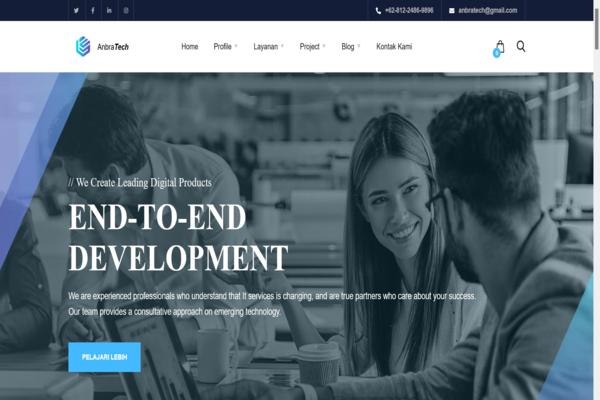 +62-812-2486-9896 anbratech@gmail.com
AnbraTech Home Profile Layanan Project Blog Kontak Kami
// We Create Leading Digital Products
END-TO-END
DEVELOPMENT
We are experienced professionals who understand that It services is changing, and are true partners who care about your success.
Our team provides a consultative approach on emerging technology.
PELAJARI LEBIH